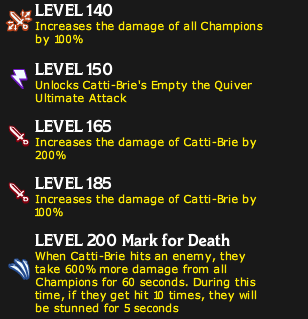 LEVEL 140
Increases the damage of all Champions
by 100%
LEVEL 150
Unlocks Catti-Brie's Empty the Quiver
Ultimate Attack
LEVEL 165
Increases the damage of Catti-Brie by
200%
LEVEL 185
Increases the damage of Catti-Brie by
100%
LEVEL 200 Mark for Death
When Catti-Brie hits an enemy, they
take 600% more damage from all
Champions for 60 seconds. During this
time, if they get hit 10 times, they will
be stunned for 5 seconds